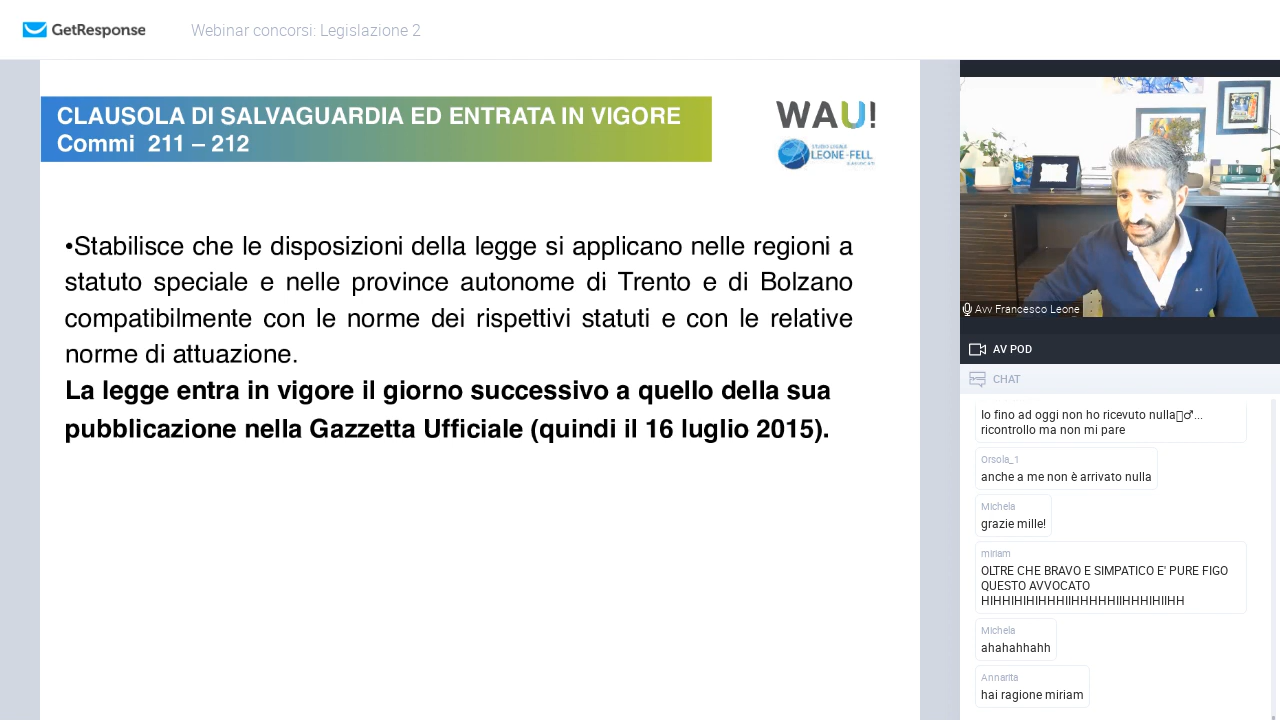 GetResponse
Webinar concorsi: Legislazione 2
CLAUSOLA DI SALVAGUARDIA ED ENTRATA IN VIGORE
Commi 211 – 212
WAU!
STUDIO LEGALE
LEONE-FELL
•Stabilisce che le disposizioni della legge si applicano nelle regioni a
statuto speciale e nelle province autonome di Trento e di Bolzano
compatibilmente con le norme dei rispettivi statuti e con le relative
norme di attuazione.
La legge entra in vigore il giorno successivo a quello della sua
pubblicazione nella Gazzetta Ufficiale (quindi il 16 luglio 2015).
Avv Francesco Leone
AV POD
CHAT
Io fino ad oggi non ho ricevuto nulla▯♂...
ricontrollo ma non mi pare
Orsola_1
anche a me non è arrivato nulla
Michela
grazie mille!
miriam
OLTRE CHE BRAVO E SIMPATICO E' PURE FIGO
QUESTO AVVOCATO
HIHHIHIHIHHHIIHHHHHIIHHHIHIIHH
Michela
ahahahhahh
Annarita
hai ragione miriam